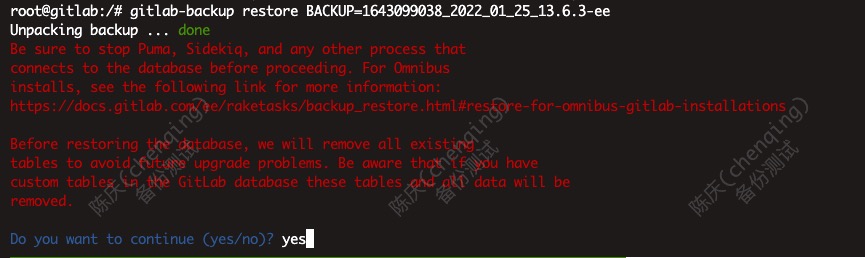 root@gitlab:/# gitlab-backup restore BACKUP=1643099038_2022_01_25_13.6.3-ee
Unpacking backup ... done
Be sure to stop Puma, Sidekiq, and any other process that
connects to the database before proceeding. For Omnibus
installs, see the following link for more information:
https://docs.gitlab.com/ee/raketasks/backup_restore.html#restore-for-omnibus-gitlab-installations
Before restoring the database, we will remove all existing
tables to avoid future upgrade problems. Be aware that if you have
custom tables in the GitLab database these tables and all data will be
removed.
Do you want to continue (yes/no)? yes
陈庆(chenqing)
备份测试
陈庆(chenqing)
备份测试
陈庆(chenqing)
备份测试